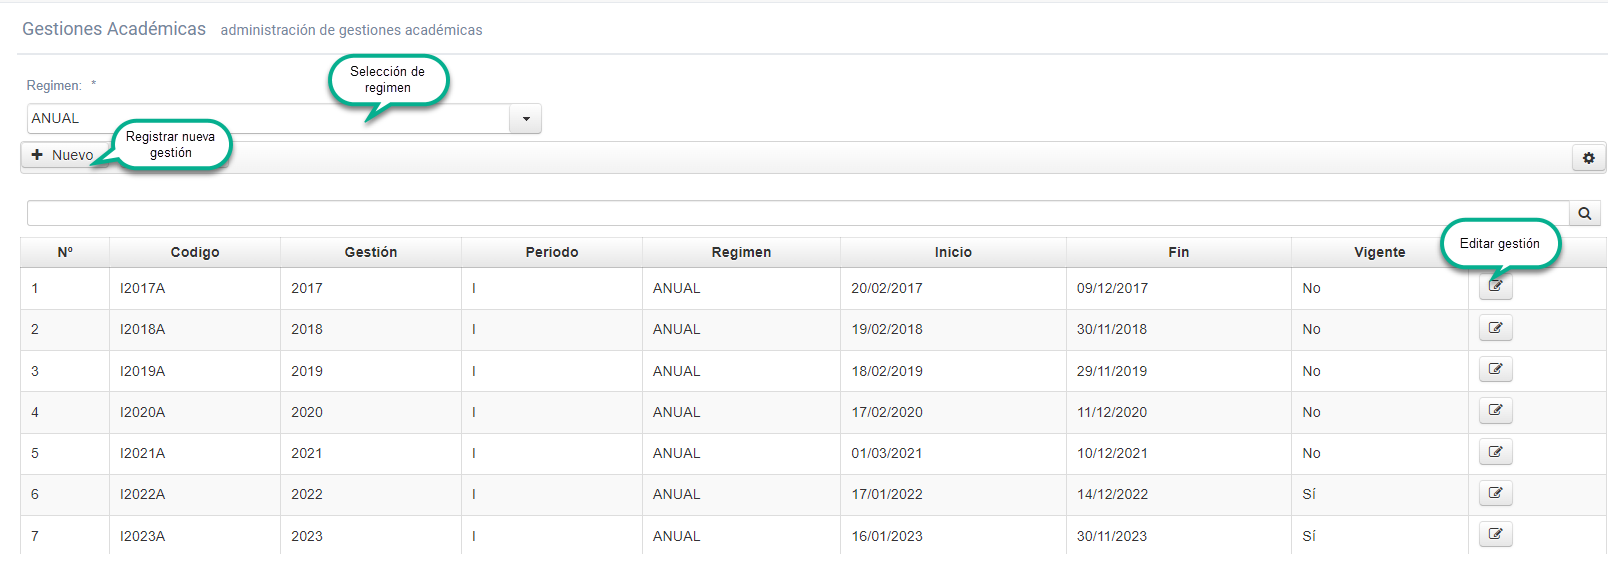 Gestiones Académicas administración de gestiones académicas
Selección de
regimen
Regimen: *
ANUAL
Registrar nueva
gestión
+ Nuevo
Editar gestión
Nº Codigo Gestión Periodo Regimen Inicio Fin Vigente
1 I2017A 2017 I ANUAL 20/02/2017 09/12/2017 No
2 I2018A 2018 I ANUAL 19/02/2018 30/11/2018 No
3 I2019A 2019 I ANUAL 18/02/2019 29/11/2019 No
4 I2020A 2020 I ANUAL 17/02/2020 11/12/2020 No
5 I2021A 2021 I ANUAL 01/03/2021 10/12/2021 No
6 I2022A 2022 I ANUAL 17/01/2022 14/12/2022 Sí
7 I2023A 2023 I ANUAL 16/01/2023 30/11/2023 Sí